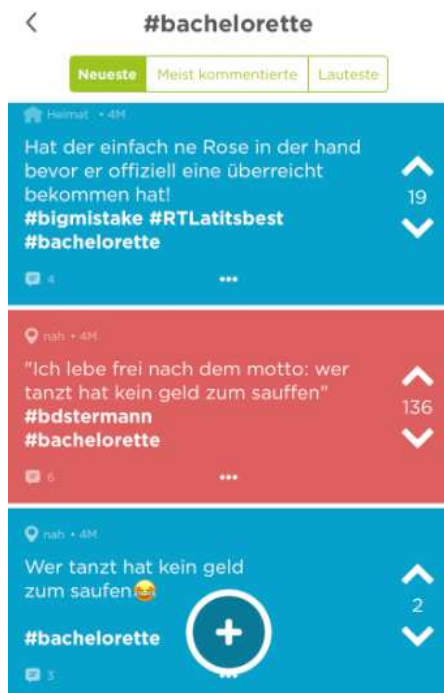 #bachelorette
Neueste Meist kommentierte Lauteste
Heimat • 4M
Hat der einfach ne Rose in der hand
bevor er offiziell eine überreicht
bekommen hat!
#bigmistake #RTLatitsbest
#bachelorette
19
4
nah • 4M
"Ich lebe frei nach dem motto: wer
tanzt hat kein geld zum sauffen"
#bdstermann
#bachelorette
136
6
nah • 4M
Wer tanzt hat kein geld
zum saufen😂
#bachelorette
2
3